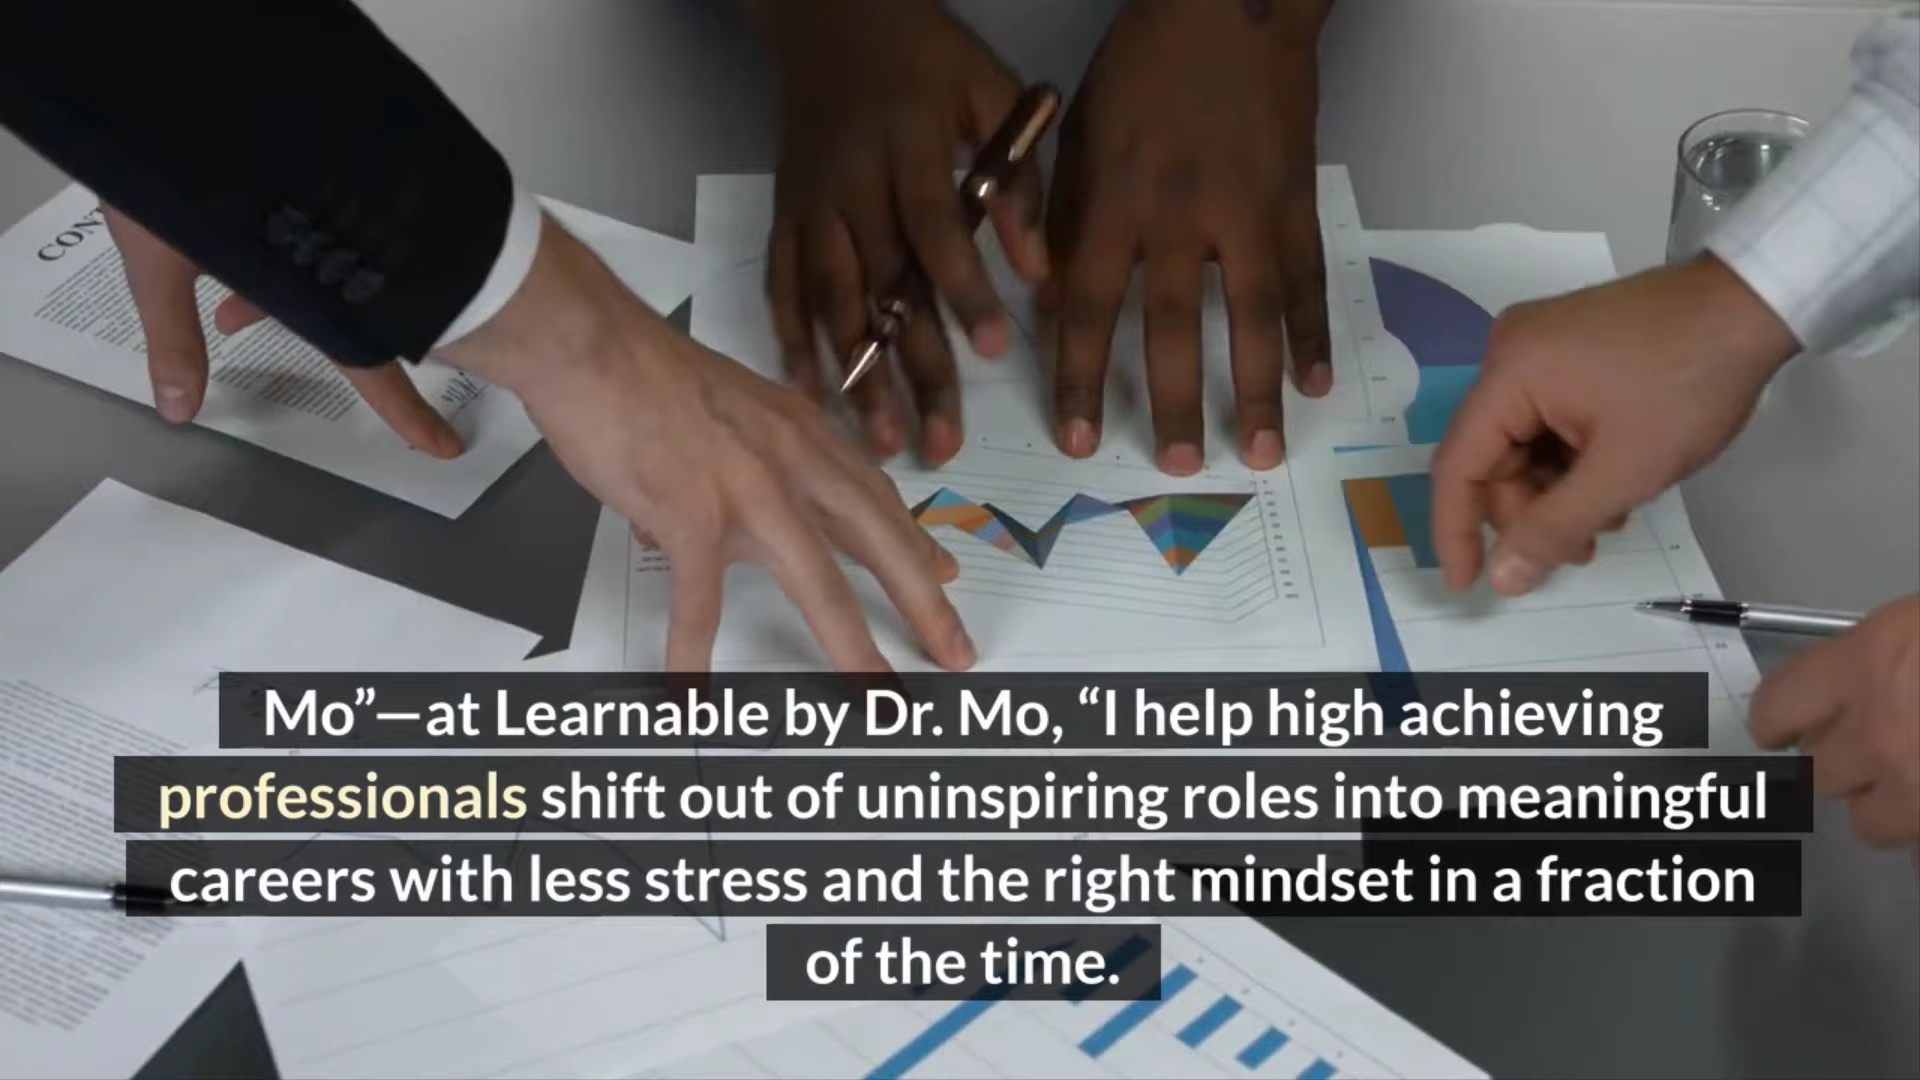 CON
Mo”—at Learnable by Dr. Mo, “I help high achieving
professionals shift out of uninspiring roles into meaningful
careers with less stress and the right mindset in a fraction
of the time.